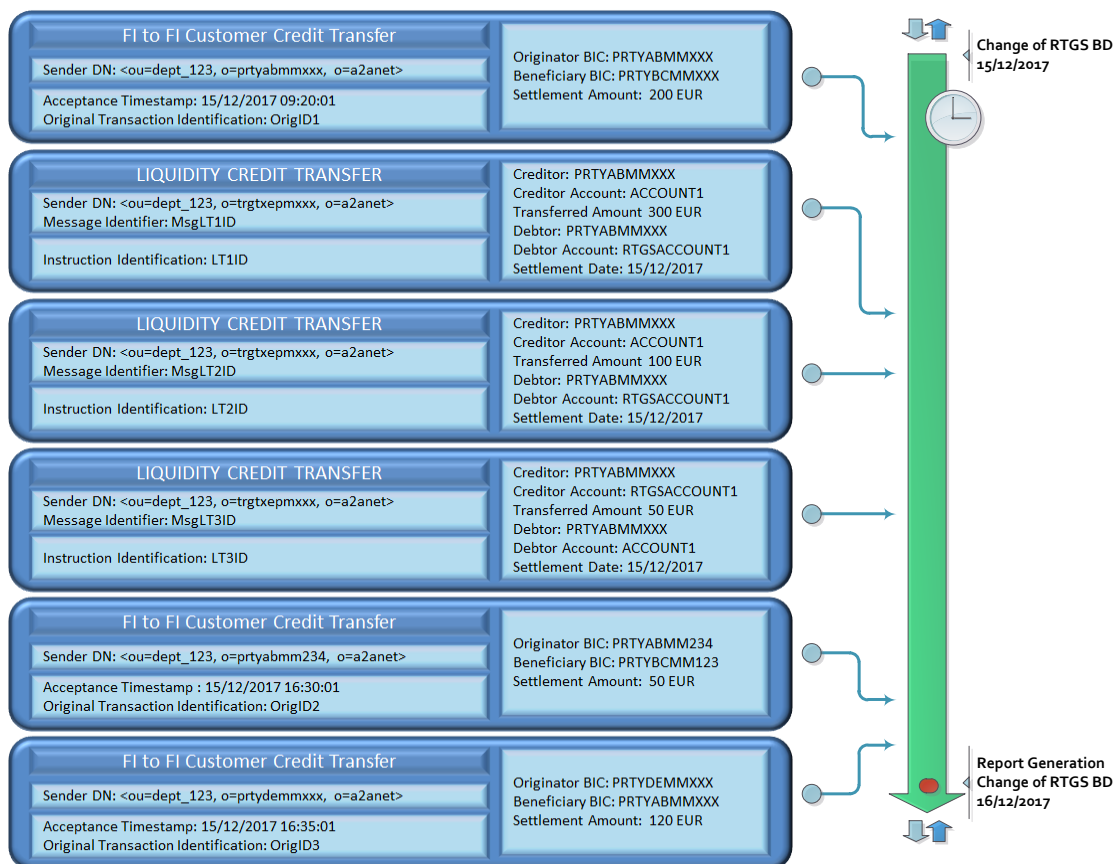 FI to FI Customer Credit Transfer
Sender DN: <ou=dept_123, o=prtyabmmxxx, o=a2anet>
Acceptance Timestamp: 15/12/2017 09:20:01
Original Transaction Identification: OrigID1
Originator BIC: PRTYABMMXXX
Beneficiary BIC: PRTYBCMMXXX
Settlement Amount: 200 EUR
Change of RTGS BD
15/12/2017
LIQUIDITY CREDIT TRANSFER
Sender DN: <ou=dept_123, o=trgtxepmxxx, o=a2anet>
Message Identifier: MsgLT1ID
Instruction Identification: LT1ID
Creditor: PRTYABMMXXX
Creditor Account: ACCOUNT1
Transferred Amount 300 EUR
Debtor: PRTYABMMXXX
Debtor Account: RTGSACCOUNT1
Settlement Date: 15/12/2017
LIQUIDITY CREDIT TRANSFER
Sender DN: <ou=dept_123, o=trgtxepmxxx, o=a2anet>
Message Identifier: MsgLT2ID
Instruction Identification: LT2ID
Creditor: PRTYABMMXXX
Creditor Account: ACCOUNT1
Transferred Amount 100 EUR
Debtor: PRTYABMMXXX
Debtor Account: RTGSACCOUNT1
Settlement Date: 15/12/2017
LIQUIDITY CREDIT TRANSFER
Sender DN: <ou=dept_123, o=trgtxepmxxx, o=a2anet>
Message Identifier: MsgLT3ID
Instruction Identification: LT3ID
Creditor: PRTYABMMXXX
Creditor Account: RTGSACCOUNT1
Transferred Amount 50 EUR
Debtor: PRTYABMMXXX
Debtor Account: ACCOUNT1
Settlement Date: 15/12/2017
FI to FI Customer Credit Transfer
Sender DN: <ou=dept_123, o=prtyabmm234, o=a2anet>
Acceptance Timestamp : 15/12/2017 16:30:01
Original Transaction Identification: OrigID2
Originator BIC: PRTYABMM234
Beneficiary BIC: PRTYBCMM123
Settlement Amount: 50 EUR
FI to FI Customer Credit Transfer
Sender DN: <ou=dept_123, o=prtydemmxxx, o=a2anet>
Acceptance Timestamp: 15/12/2017 16:35:01
Original Transaction Identification: OrigID3
Originator BIC: PRTYDEMMXXX
Beneficiary BIC: PRTYABMMXXX
Settlement Amount: 120 EUR
Report Generation
Change of RTGS BD
16/12/2017